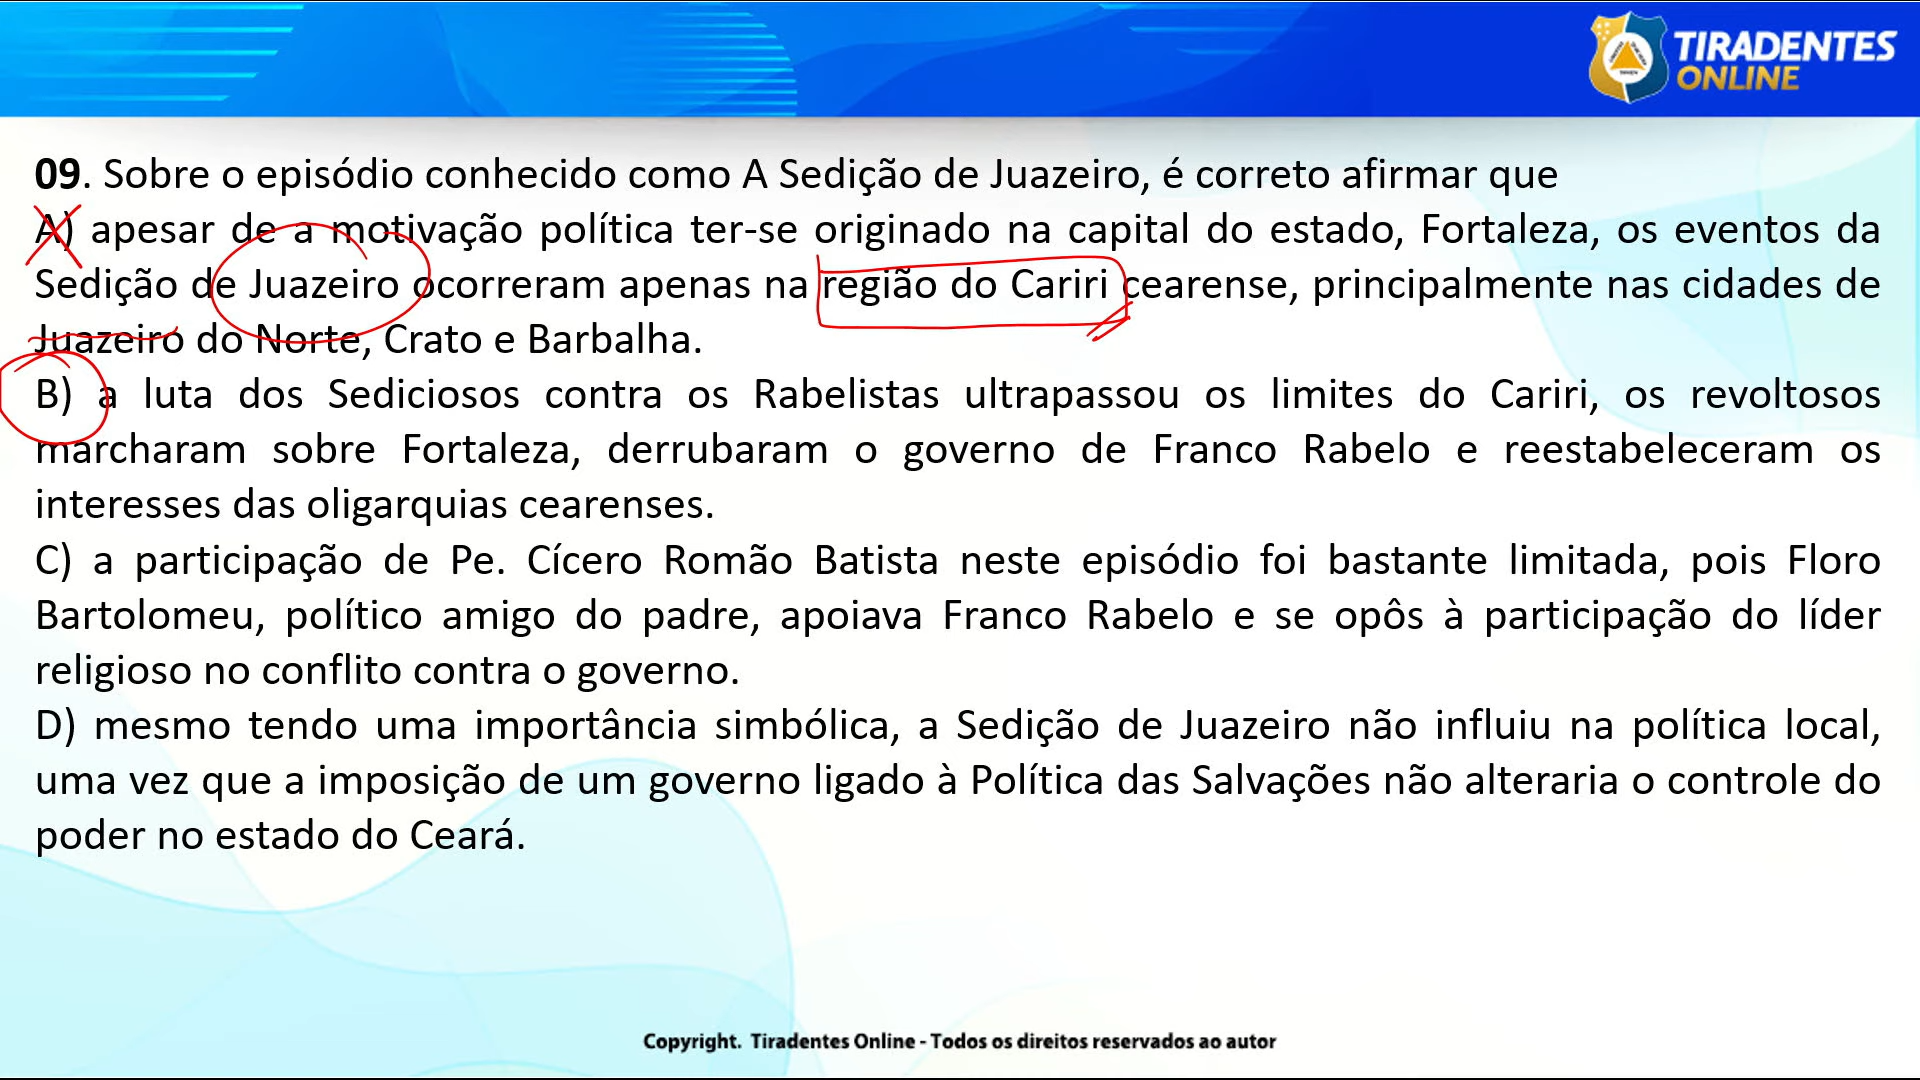 TIRADENTES
ONLINE
09. Sobre o episódio conhecido como A Sedição de Juazeiro, é correto afirmar que
A) apesar de a motivação política ter-se originado na capital do estado, Fortaleza, os eventos da
Sedição de Juazeiro ocorreram apenas na região do Cariri cearense, principalmente nas cidades de
Juazeiro do Norte, Crato e Barbalha.
B) a luta dos Sediciosos contra os Rabelistas ultrapassou os limites do Cariri, os revoltosos
marcharam sobre Fortaleza, derrubaram o governo de Franco Rabelo e reestabeleceram os
interesses das oligarquias cearenses.
C) a participação de Pe. Cícero Romão Batista neste episódio foi bastante limitada, pois Floro
Bartolomeu, político amigo do padre, apoiava Franco Rabelo e se opôs à participação do líder
religioso no conflito contra o governo.
D) mesmo tendo uma importância simbólica, a Sedição de Juazeiro não influiu na política local,
uma vez que a imposição de um governo ligado à Política das Salvações não alteraria o controle do
poder no estado do Ceará.
Copyright. Tiradentes Online - Todos os direitos reservados ao autor